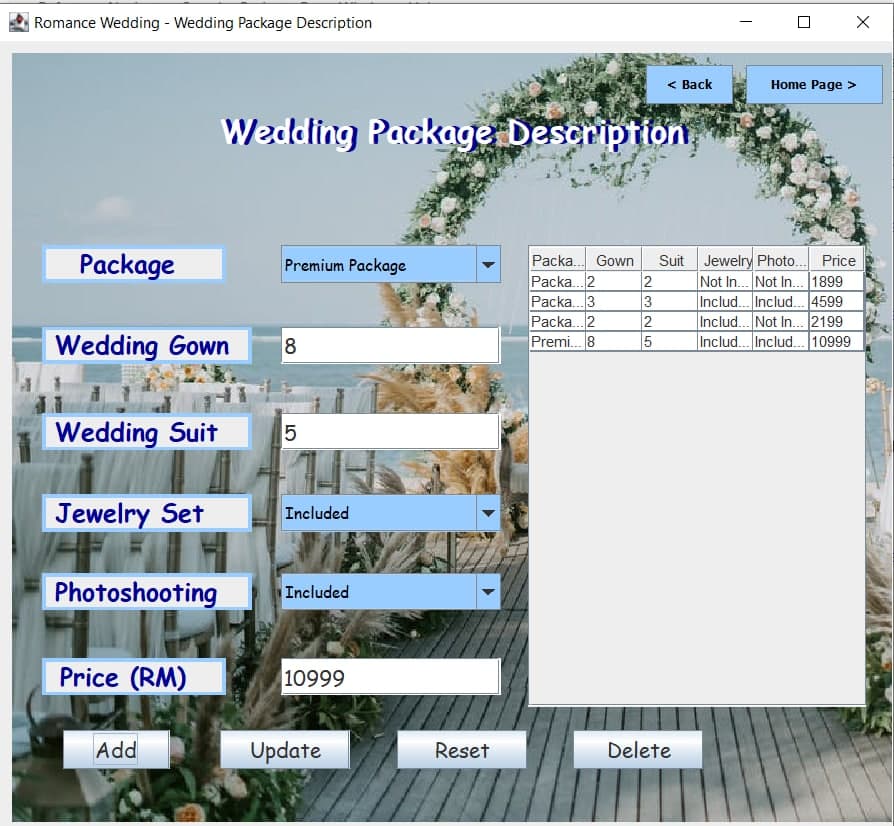 Romance Wedding - Wedding Package Description
< Back
Home Page >
Wedding Package Description
Package
Premium Package
Wedding Gown
8
Wedding Suit
5
Jewelry Set
Included
Photoshooting
Included
Price (RM)
10999
Packa... Gown Suit Jewelry Photo... Price
Packa... 2 2 Not In... Not In... 1899
Packa... 3 3 Includ... Includ... 4599
Packa... 2 2 Includ... Not In... 2199
Premi... 8 5 Includ... Includ... 10999
Add
Update
Reset
Delete